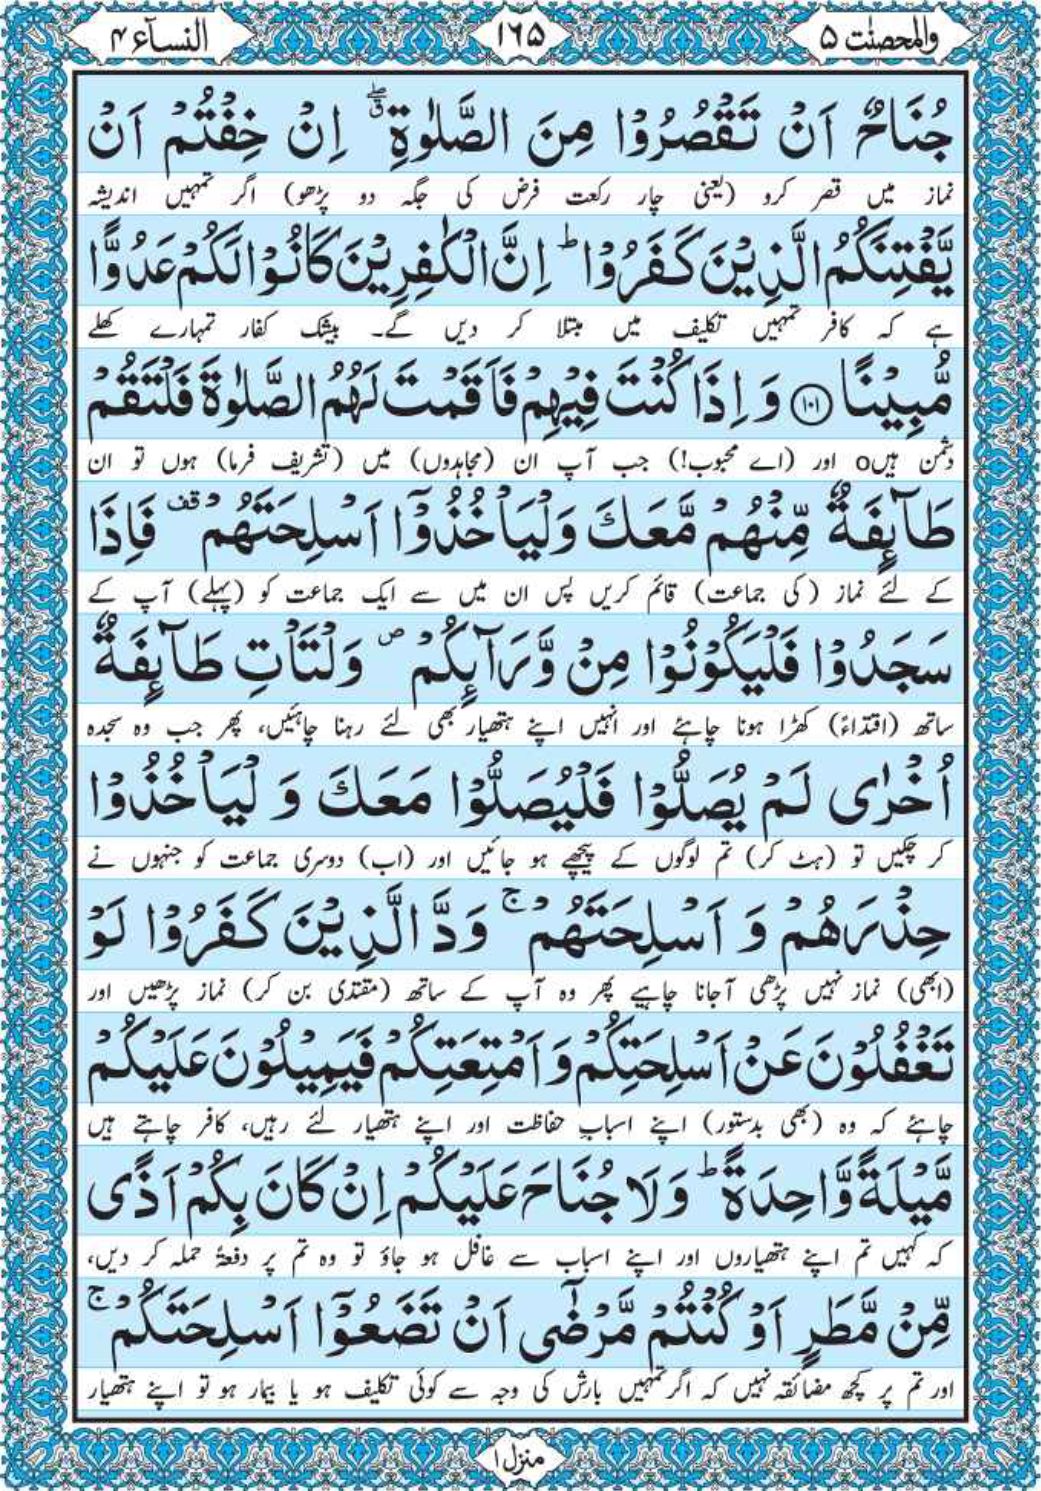 والمحصنٰت ۵ ۱۶۵ النسآء ۴
جُنَاحٌ اَنْ تَقْصُرُوْا مِنَ الصَّلٰوةِ ۖق اِنْ خِفْتُمْ اَنْ
نماز میں قصر کرو (یعنی چار رکعت فرض کی جگہ دو پڑھو) اگر تمہیں اندیشہ
یَّفْتِنَكُمُ الَّذِیْنَ كَفَرُوْا ؕ اِنَّ الْكٰفِرِیْنَ كَانُوْا لَكُمْ عَدُوًّا
ہے کہ کافر تمہیں تکلیف میں مبتلا کر دیں گے۔ بیشک کفار تمہارے کھلے
مُّبِیْنًا ﴿۱۰۱﴾ وَ اِذَا كُنْتَ فِیْهِمْ فَاَقَمْتَ لَهُمُ الصَّلٰوةَ فَلْتَقُمْ
دشمن ہیںo اور (اے محبوب!) جب آپ ان (مجاہدوں) میں (تشریف فرما) ہوں تو ان
طَآىِٕفَةٌ مِّنْهُمْ مَّعَكَ وَلْیَاْخُذُوْۤا اَسْلِحَتَهُمْ قف فَاِذَا
کے لئے نماز (کی جماعت) قائم کریں پس ان میں سے ایک جماعت کو (پہلے) آپ کے
سَجَدُوْا فَلْیَكُوْنُوْا مِنْ وَّرَآىِٕكُمْ ص وَلْتَاْتِ طَآىِٕفَةٌ
ساتھ (اقتداءً) کھڑا ہونا چاہئے اور انہیں اپنے ہتھیار بھی لئے رہنا چاہئیں، پھر جب وہ سجدہ
اُخْرٰى لَمْ یُصَلُّوْا فَلْیُصَلُّوْا مَعَكَ وَ لْیَاْخُذُوْا
کر چکیں تو (ہٹ کر) تم لوگوں کے پیچھے ہو جائیں اور (اب) دوسری جماعت کو جنہوں نے
حِذْرَهُمْ وَ اَسْلِحَتَهُمْ ۚ وَدَّ الَّذِیْنَ كَفَرُوْا لَوْ
(ابھی) نماز نہیں پڑھی آجانا چاہیے پھر وہ آپ کے ساتھ (مقتدی بن کر) نماز پڑھیں اور
تَغْفُلُوْنَ عَنْ اَسْلِحَتِكُمْ وَ اَمْتِعَتِكُمْ فَیَمِیْلُوْنَ عَلَیْكُمْ
چاہئے کہ وہ (بھی بدستور) اپنے اسبابِ حفاظت اور اپنے ہتھیار لئے رہیں، کافر چاہتے ہیں
مَّیْلَةً وَّاحِدَةً ؕ وَ لَا جُنَاحَ عَلَیْكُمْ اِنْ كَانَ بِكُمْ اَذًى
کہ کہیں تم اپنے ہتھیاروں اور اپنے اسباب سے غافل ہو جاؤ تو وہ تم پر دفعۃً حملہ کر دیں،
مِّنْ مَّطَرٍ اَوْ كُنْتُمْ مَّرْضٰۤى اَنْ تَضَعُوْۤا اَسْلِحَتَكُمْ ۚ
اور تم پر کچھ مضائقہ نہیں کہ اگر تمہیں بارش کی وجہ سے کوئی تکلیف ہو یا بیمار ہو تو اپنے ہتھیار
منزل ۱